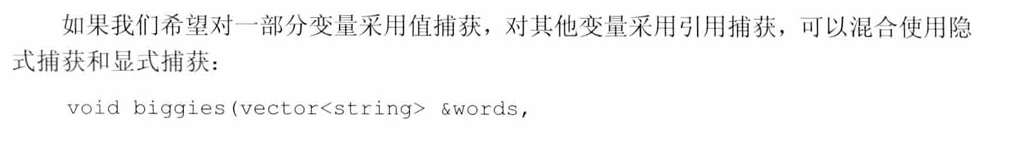 如果我们希望对一部分变量采用值捕获，对其他变量采用引用捕获，可以混合使用隐
式捕获和显式捕获：
void biggies(vector<string> &words,